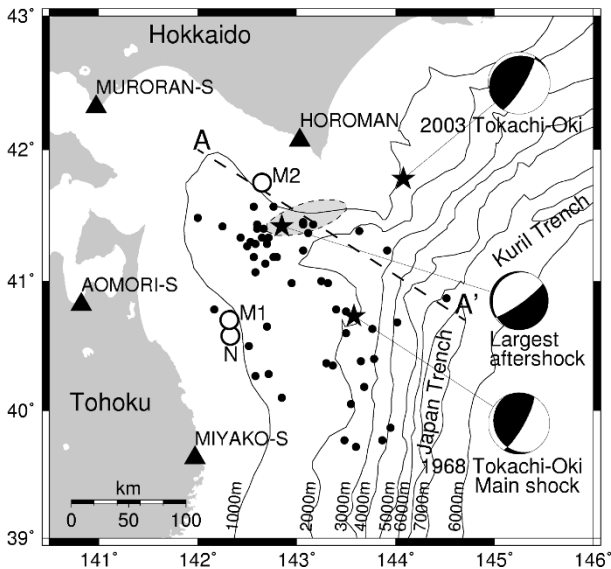 43°
Hokkaido
MURORAN-S
HOROMAN
2003 Tokachi-Oki
42°
A
M2
Kuril Trench
41°
AOMORI-S
M1
N
A'
Largest
aftershock
Japan Trench
Tohoku
40°
MIYAKO-S
1968 Tokachi-Oki
Main shock
km
0 50 100
1000m
2000m
3000m
4000m
5000m
6000m
7000m
6000m
39°
141° 142° 143° 144° 145° 146°